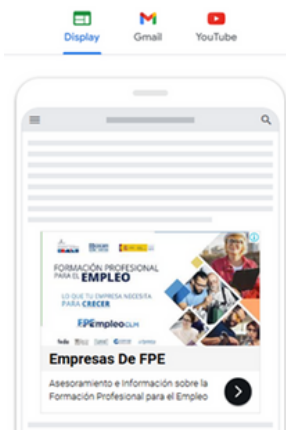 Display
Gmail
YouTube
FORMACIÓN PROFESIONAL
PARA EL EMPLEO
LO QUE TU EMPRESA NECESITA
PARA CRECER
FPEmpleoCLM
Empresas De FPE
Asesoramiento e Información sobre la
Formación Profesional para el Empleo